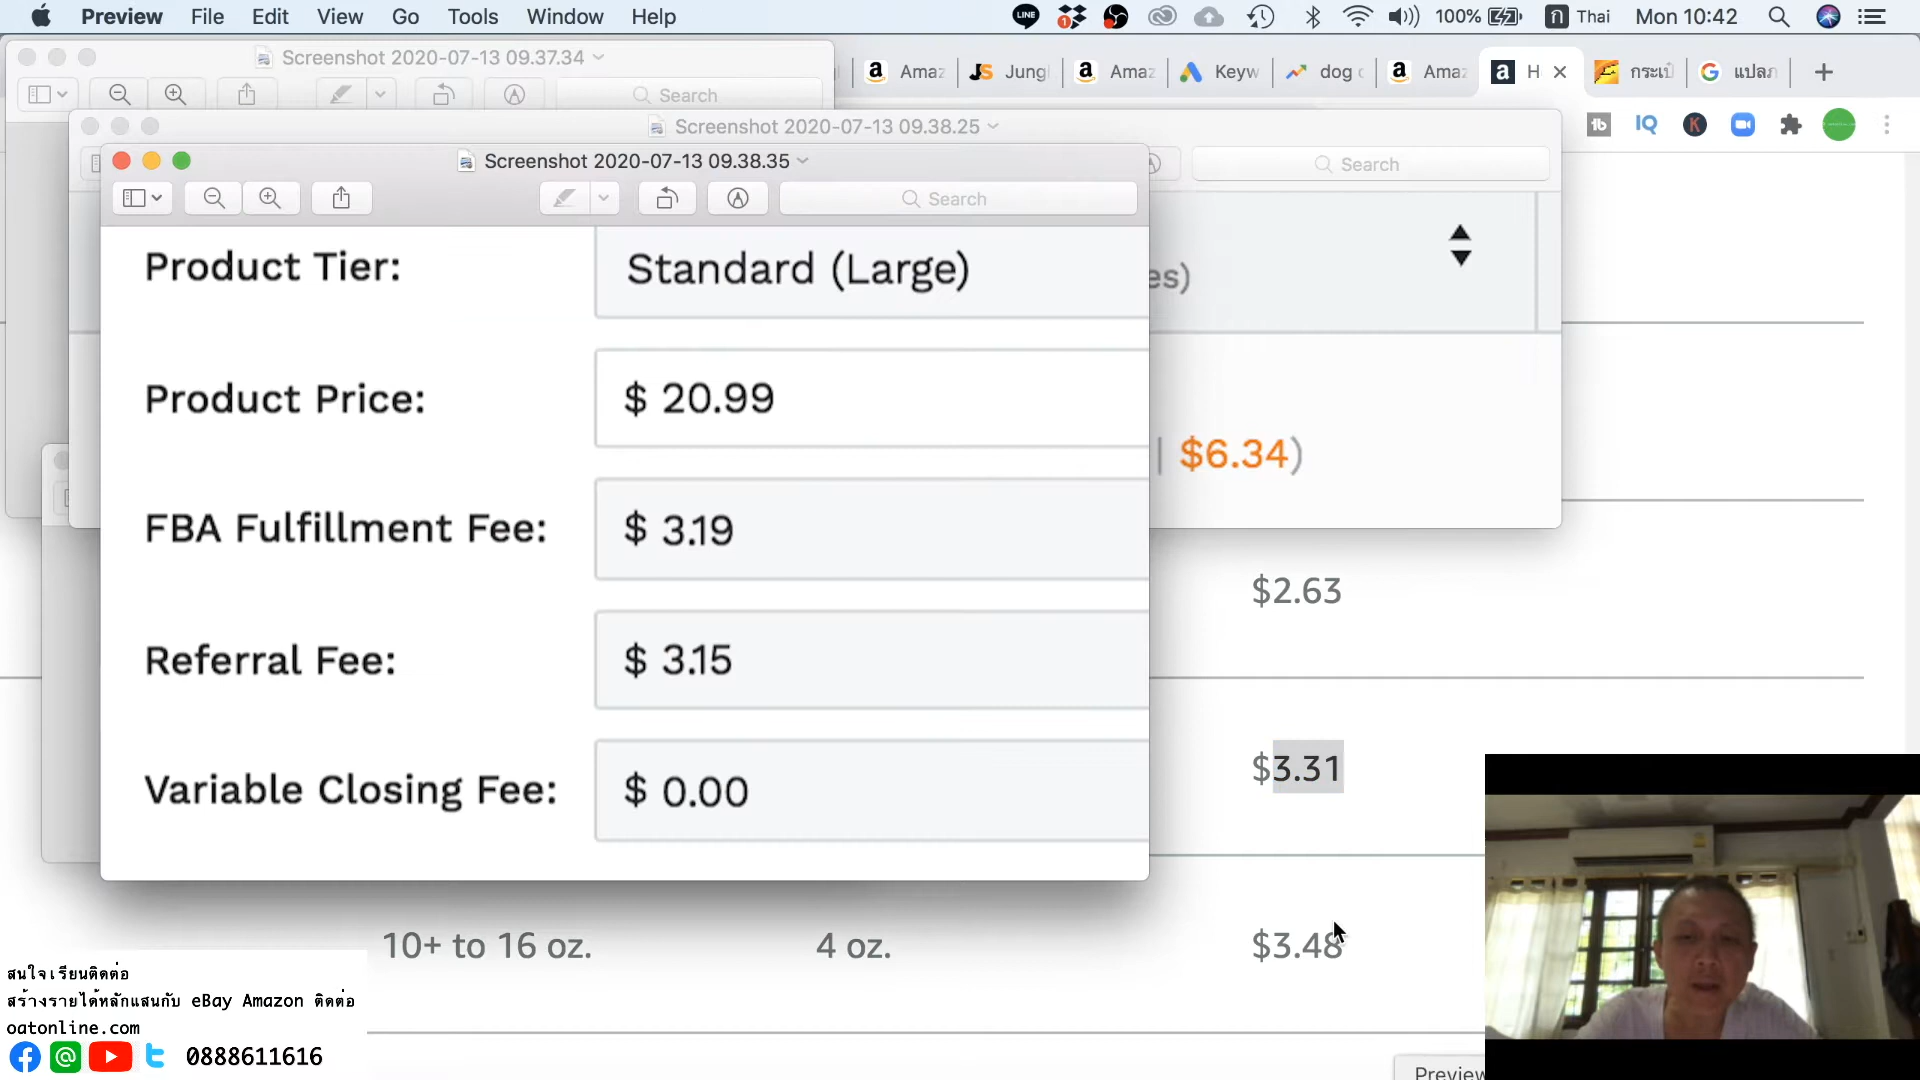 Preview File Edit View Go Tools Window Help
LINE 1 100% ก Thai Mon 10:42
Screenshot 2020-07-13 09.37.34
Search
Amaz JS Jungl Amaz Keyw dog c Amaz H กระเป๋ แปลภ
Screenshot 2020-07-13 09.38.25
Search
IQ K
Screenshot 2020-07-13 09.38.35
Search
es)
Product Tier: Standard (Large)
Product Price: $ 20.99
| $6.34)
FBA Fulfillment Fee: $ 3.19
$2.63
Referral Fee: $ 3.15
$3.31
Variable Closing Fee: $ 0.00
10+ to 16 oz. 4 oz. $3.48
สนใจเรียนติดต่อ
สร้างรายได้หลักแสนกับ eBay Amazon ติดต่อ
oatonline.com
0888611616
Preview